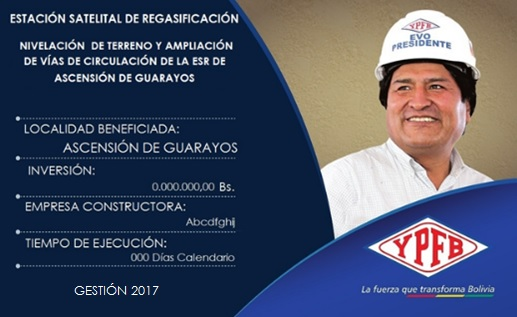 ESTACIÓN SATELITAL DE REGASIFICACIÓN
NIVELACIÓN DE TERRENO Y AMPLIACIÓN
DE VÍAS DE CIRCULACIÓN DE LA ESR DE
ASCENSIÓN DE GUARAYOS
LOCALIDAD BENEFICIADA:
ASCENSIÓN DE GUARAYOS
INVERSIÓN:
0.000.000,00 Bs.
EMPRESA CONSTRUCTORA:
Abcdfghij
TIEMPO DE EJECUCIÓN:
000 Días Calendario
GESTIÓN 2017
YPFB
EVO
PRESIDENTE
YPFB
La fuerza que transforma Bolivia